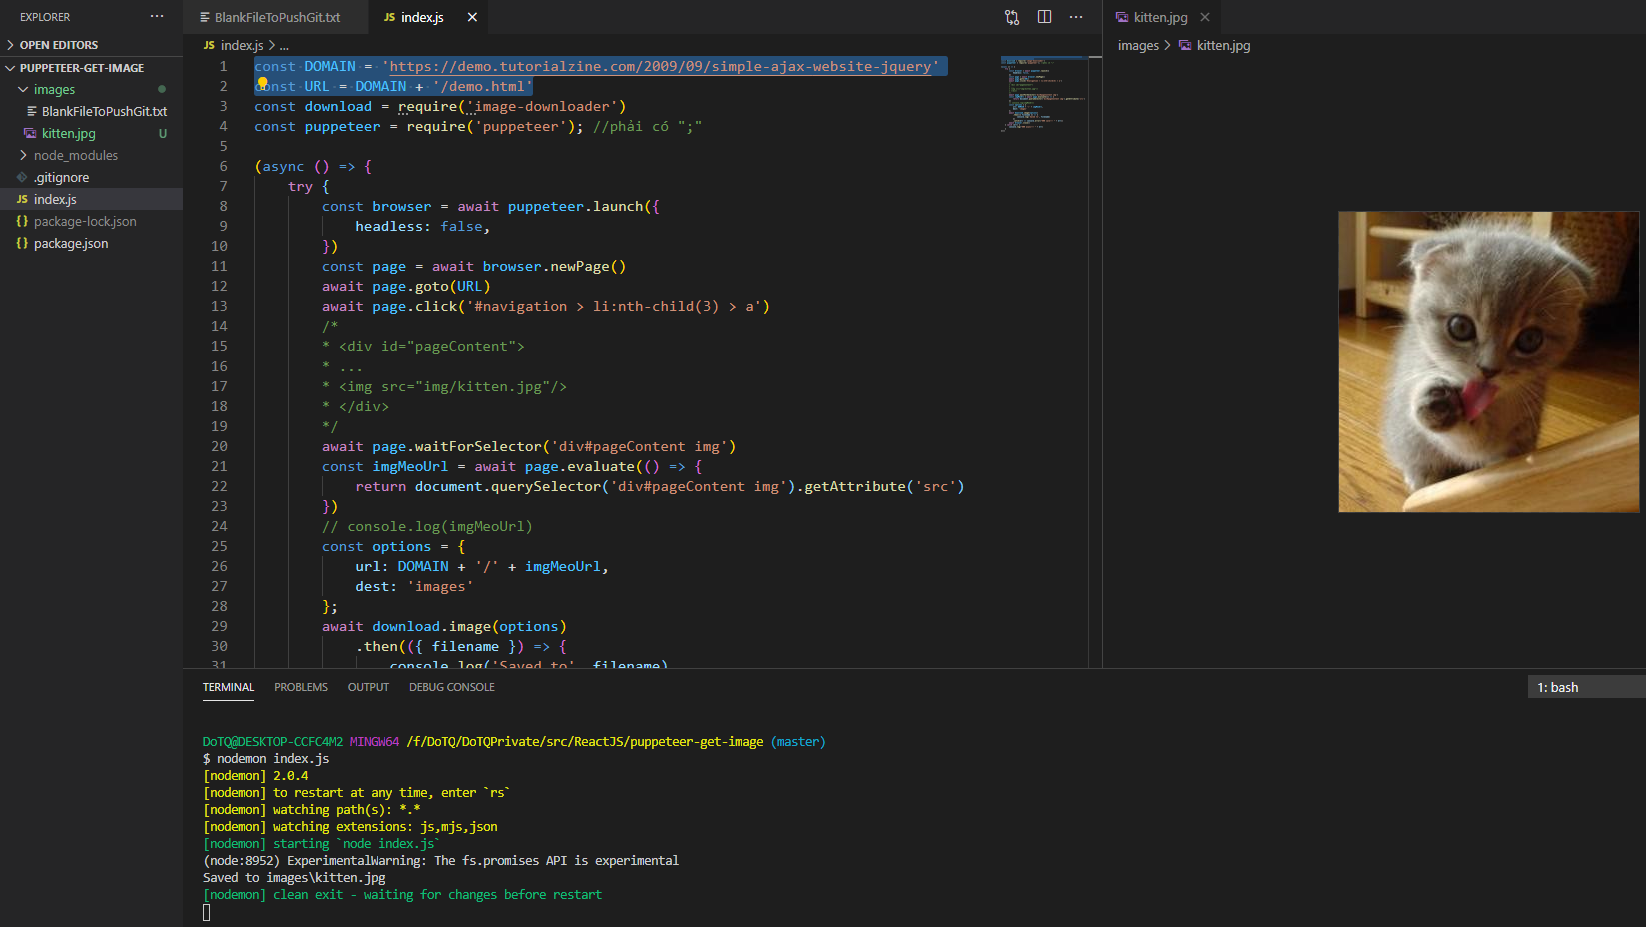 EXPLORER
OPEN EDITORS
PUPPETEER-GET-IMAGE
images
BlankFileToPushGit.txt
kitten.jpg U
node_modules
.gitignore
JS index.js
{} package-lock.json
{} package.json
BlankFileToPushGit.txt
JS index.js
JS index.js > ...
1 const DOMAIN = 'https://demo.tutorialzine.com/2009/09/simple-ajax-website-jquery'
2 const URL = DOMAIN + '/demo.html'
3 const download = require('image-downloader')
4 const puppeteer = require('puppeteer'); //phải có ";"
5
6 (async () => {
7 try {
8 const browser = await puppeteer.launch({
9 headless: false,
10 })
11 const page = await browser.newPage()
12 await page.goto(URL)
13 await page.click('#navigation > li:nth-child(3) > a')
14 /*
15 * <div id="pageContent">
16 * ...
17 * <img src="img/kitten.jpg"/>
18 * </div>
19 */
20 await page.waitForSelector('div#pageContent img')
21 const imgMeoUrl = await page.evaluate(() => {
22 return document.querySelector('div#pageContent img').getAttribute('src')
23 })
24 // console.log(imgMeoUrl)
25 const options = {
26 url: DOMAIN + '/' + imgMeoUrl,
27 dest: 'images'
28 };
29 await download.image(options)
30 .then(({ filename }) => {
31 console.log('Saved to', filename)
kitten.jpg
images > kitten.jpg
TERMINAL PROBLEMS OUTPUT DEBUG CONSOLE
1: bash
DoTQ@DESKTOP-CCFC4M2 MINGW64 /f/DoTQ/DoTQPrivate/src/ReactJS/puppeteer-get-image (master)
$ nodemon index.js
[nodemon] 2.0.4
[nodemon] to restart at any time, enter `rs`
[nodemon] watching path(s): *.*
[nodemon] watching extensions: js,mjs,json
[nodemon] starting `node index.js`
(node:8952) ExperimentalWarning: The fs.promises API is experimental
Saved to images\kitten.jpg
[nodemon] clean exit - waiting for changes before restart